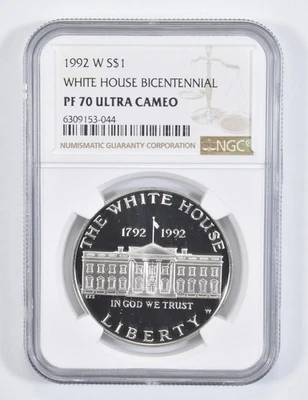 1992 W S$1
WHITE HOUSE BICENTENNIAL
PF 70 ULTRA CAMEO
6309153-044
NUMISMATIC GUARANTY CORPORATION
NGC
THE WHITE HOUSE
1792 1992
IN GOD WE TRUST
W
LIBERTY